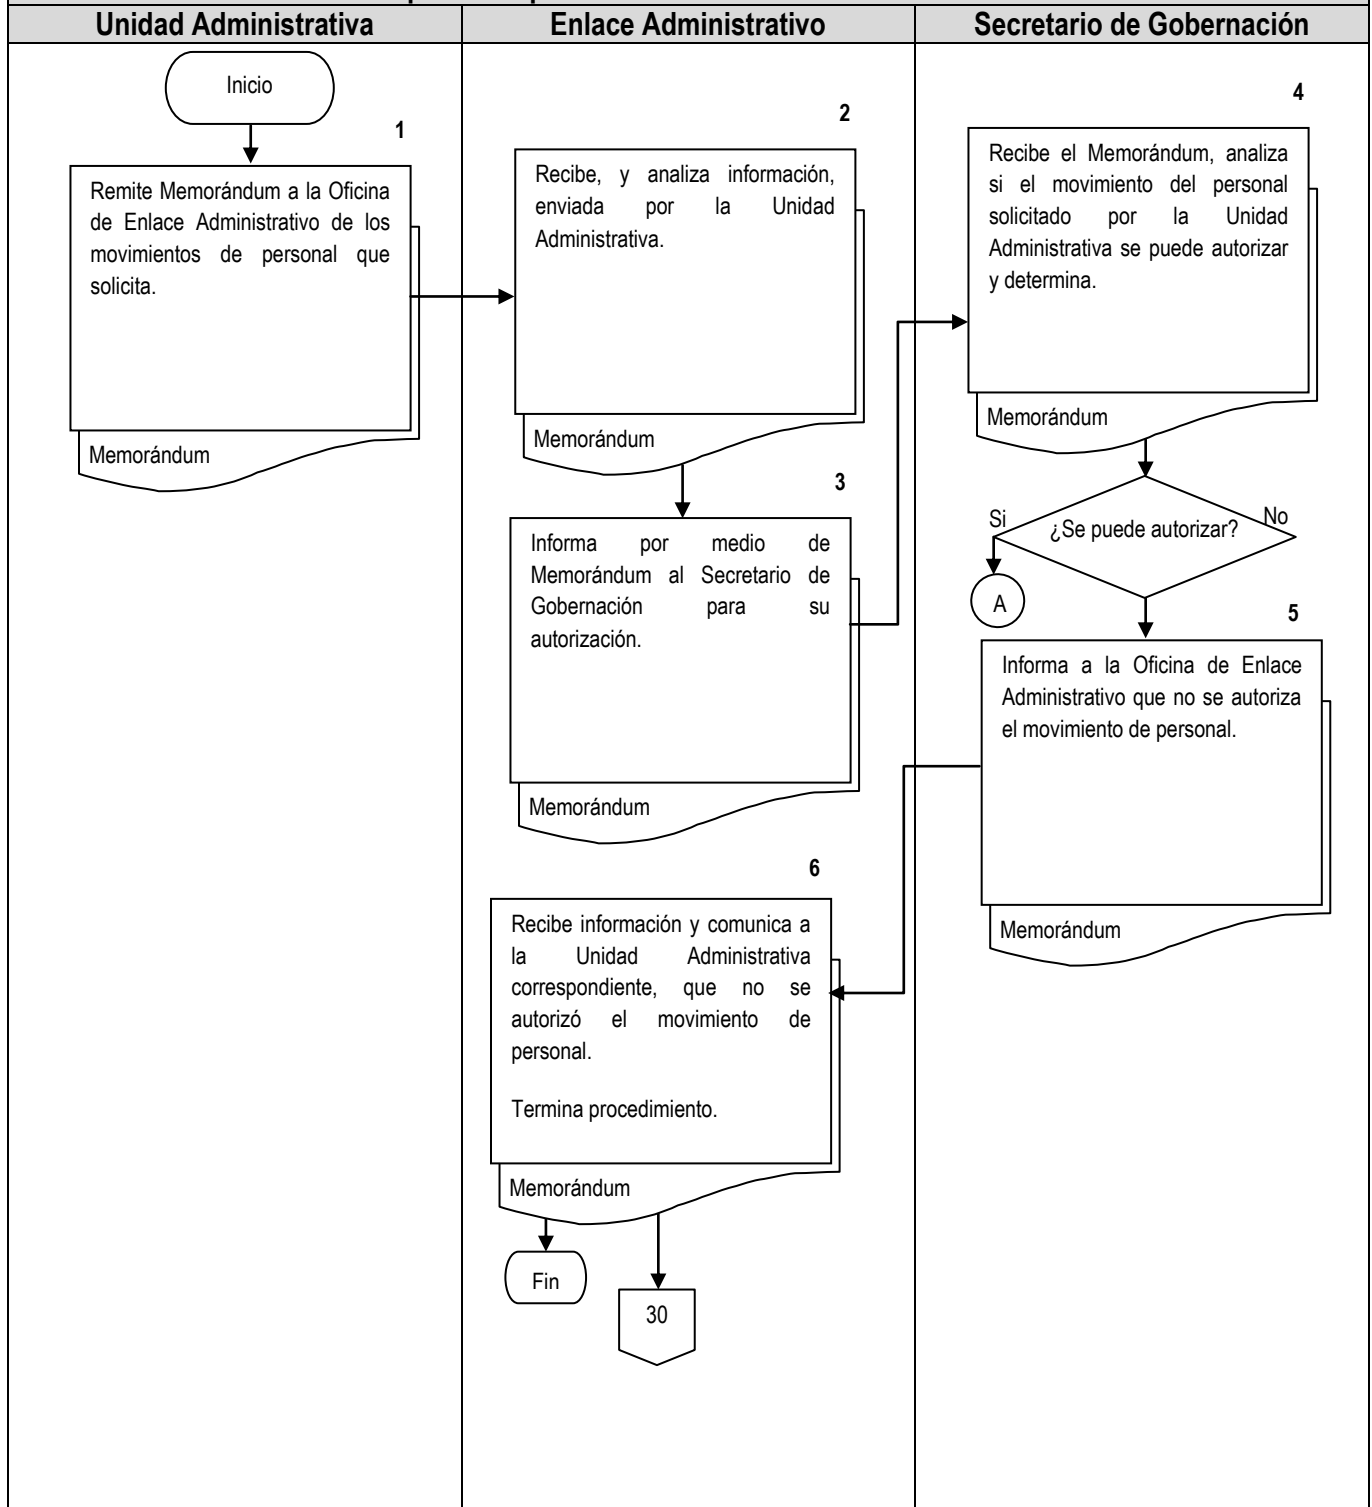 Unidad Administrativa
Enlace Administrativo
Secretario de Gobernación
Inicio
1
Remite Memorándum a la Oficina
de Enlace Administrativo de los
movimientos de personal que
solicita.
Memorándum
2
Recibe, y analiza información,
enviada por la Unidad
Administrativa.
Memorándum
3
Informa por medio de
Memorándum al Secretario de
Gobernación para su
autorización.
Memorándum
4
Recibe el Memorándum, analiza
si el movimiento del personal
solicitado por la Unidad
Administrativa se puede autorizar
y determina.
Memorándum
Si
¿Se puede autorizar?
No
A
5
Informa a la Oficina de Enlace
Administrativo que no se autoriza
el movimiento de personal.
Memorándum
6
Recibe información y comunica a
la Unidad Administrativa
correspondiente, que no se
autorizó el movimiento de
personal.
Termina procedimiento.
Memorándum
Fin
30